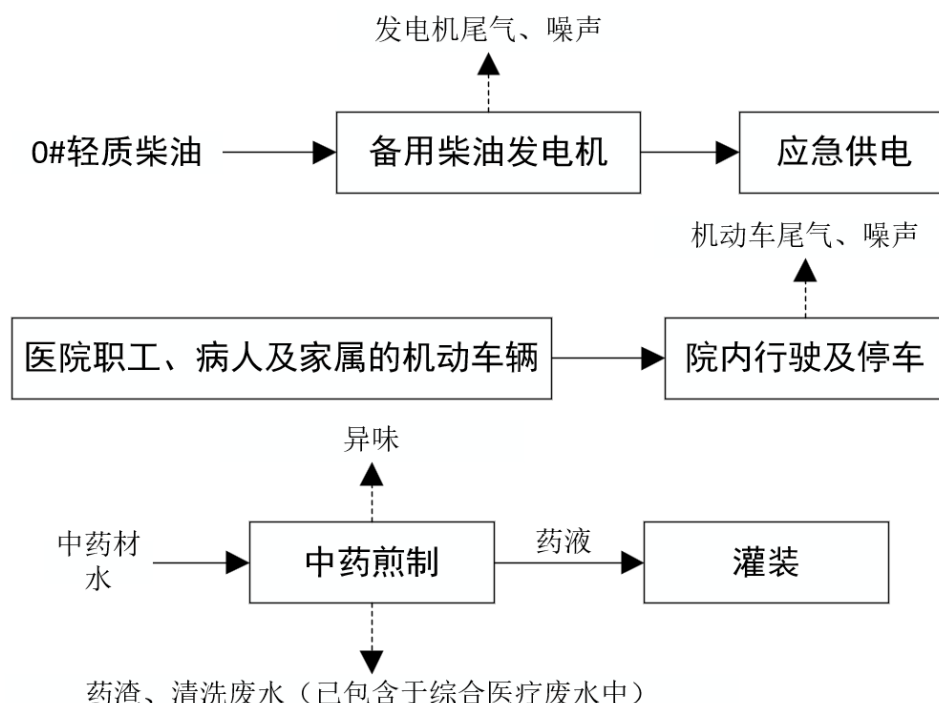 发电机尾气、噪声
0#轻质柴油
备用柴油发电机
应急供电
机动车尾气、噪声
医院职工、病人及家属的机动车辆
院内行驶及停车
异味
中药材
水
中药煎制
药液
灌装
药渣、清洗废水（已包含于综合医疗废水中）